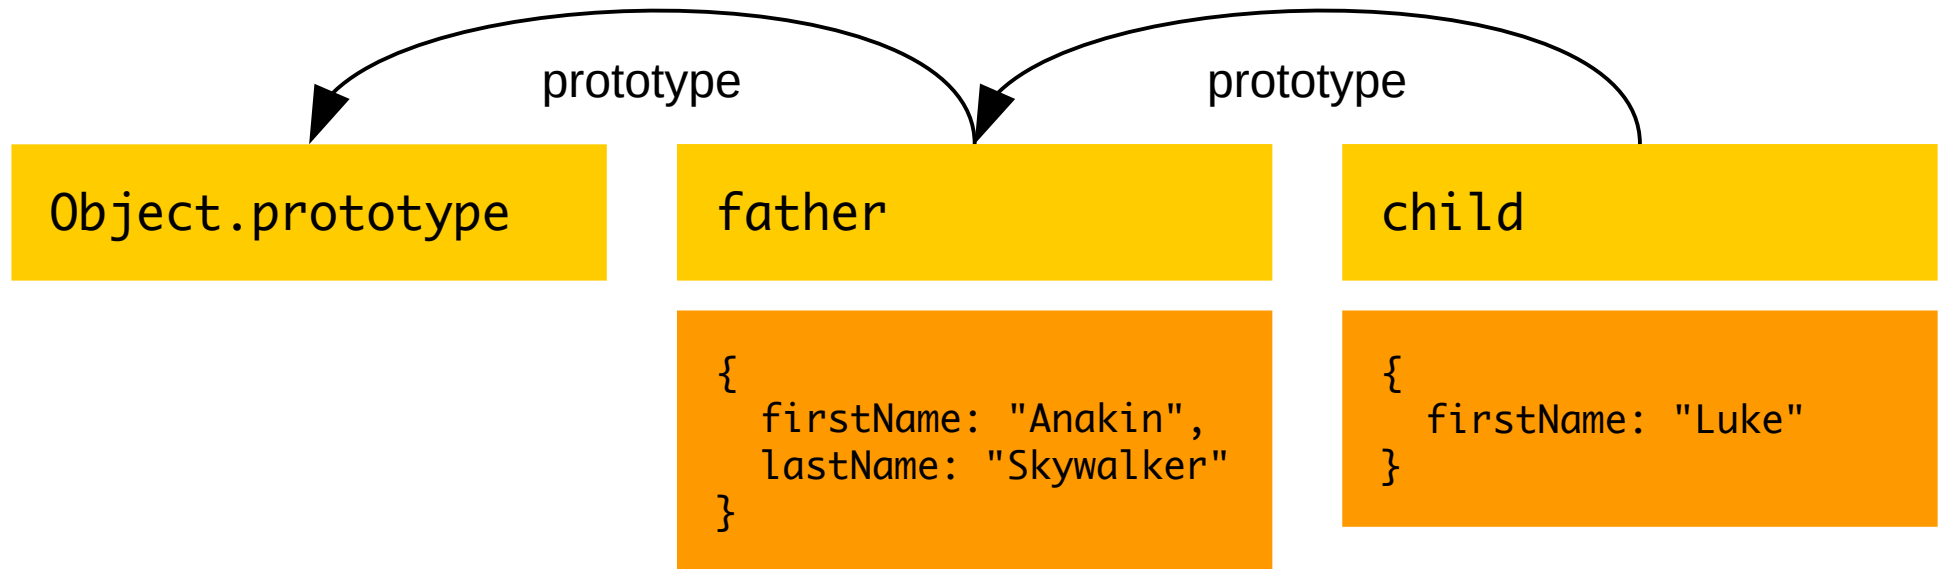 prototype
prototype
Object.prototype
father
child
{
  firstName: "Anakin",
  lastName: "Skywalker"
}
{
  firstName: "Luke"
}